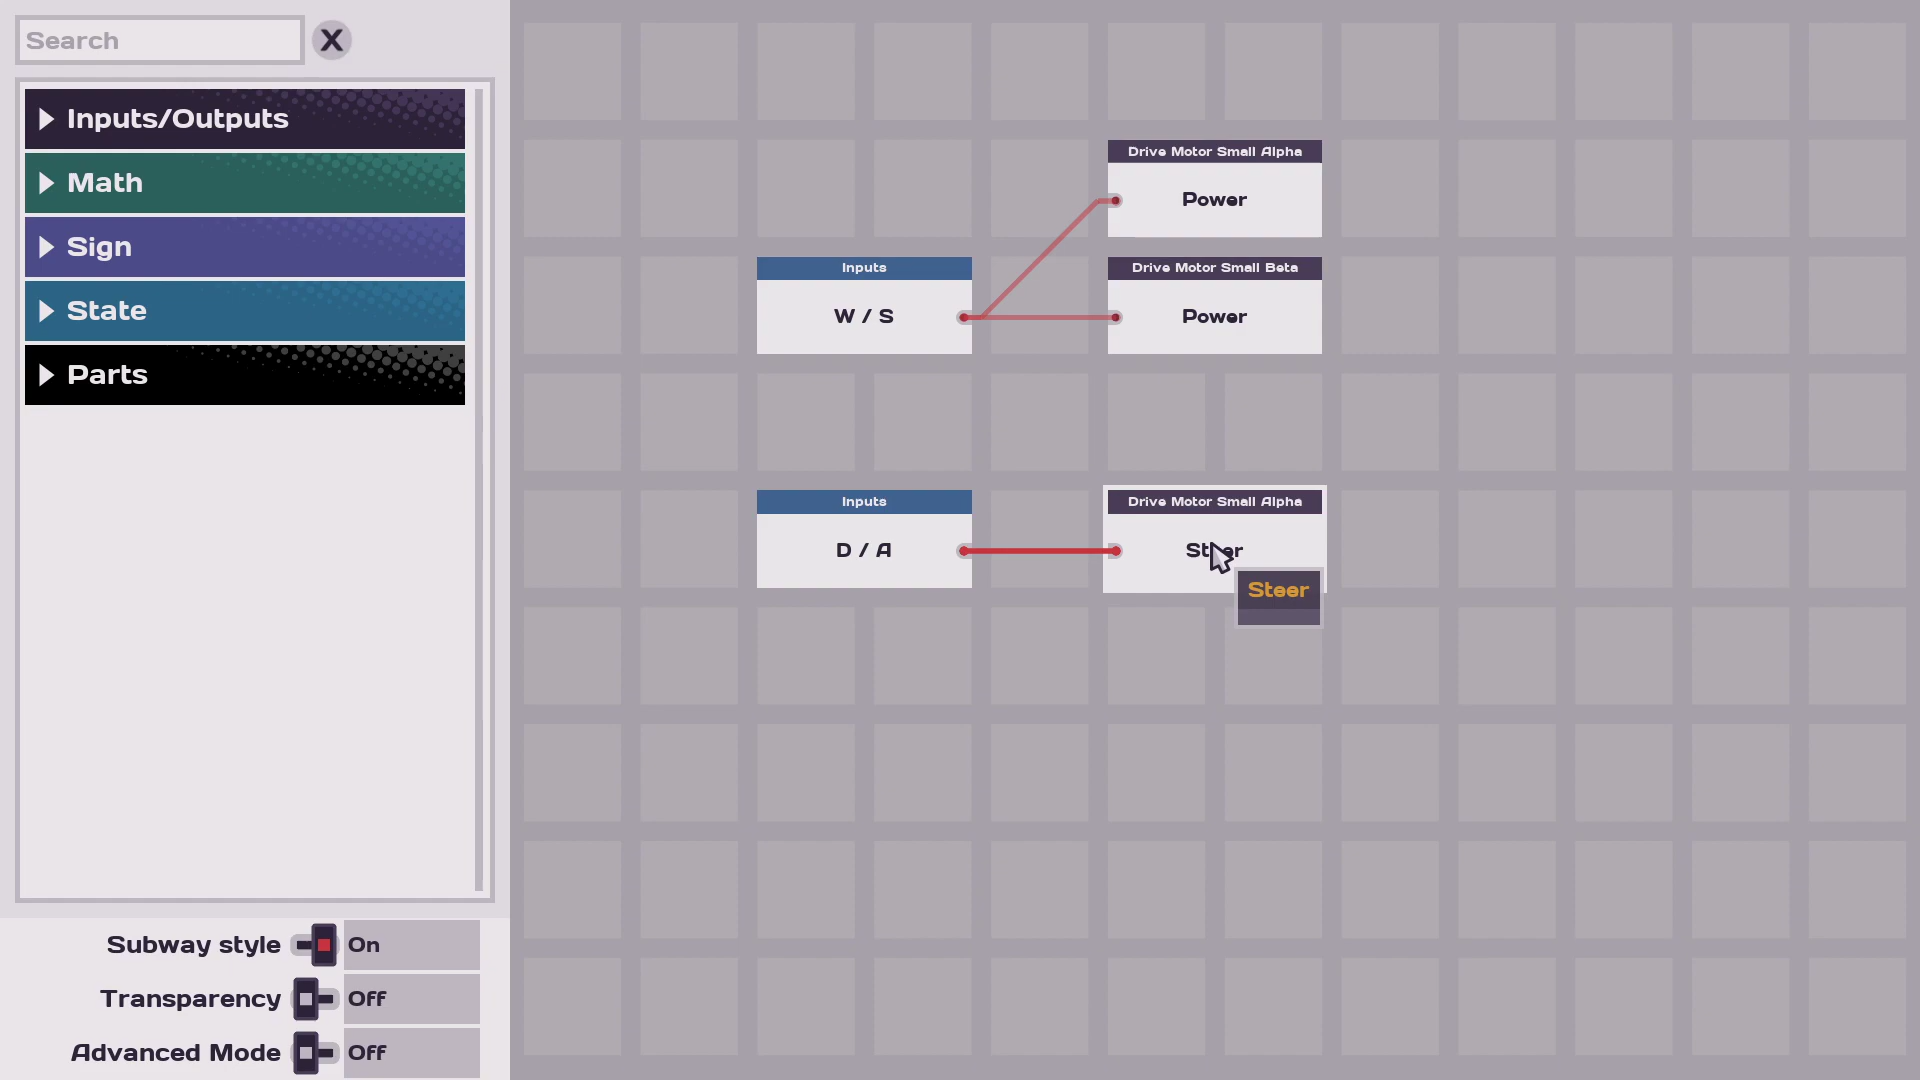 Search
X
Inputs/Outputs
Math
Sign
State
Parts
Subway style
On
Transparency
Off
Advanced Mode
Off
Drive Motor Small Alpha
Power
Inputs
W / S
Drive Motor Small Beta
Power
Inputs
D / A
Drive Motor Small Alpha
Steer
Steer